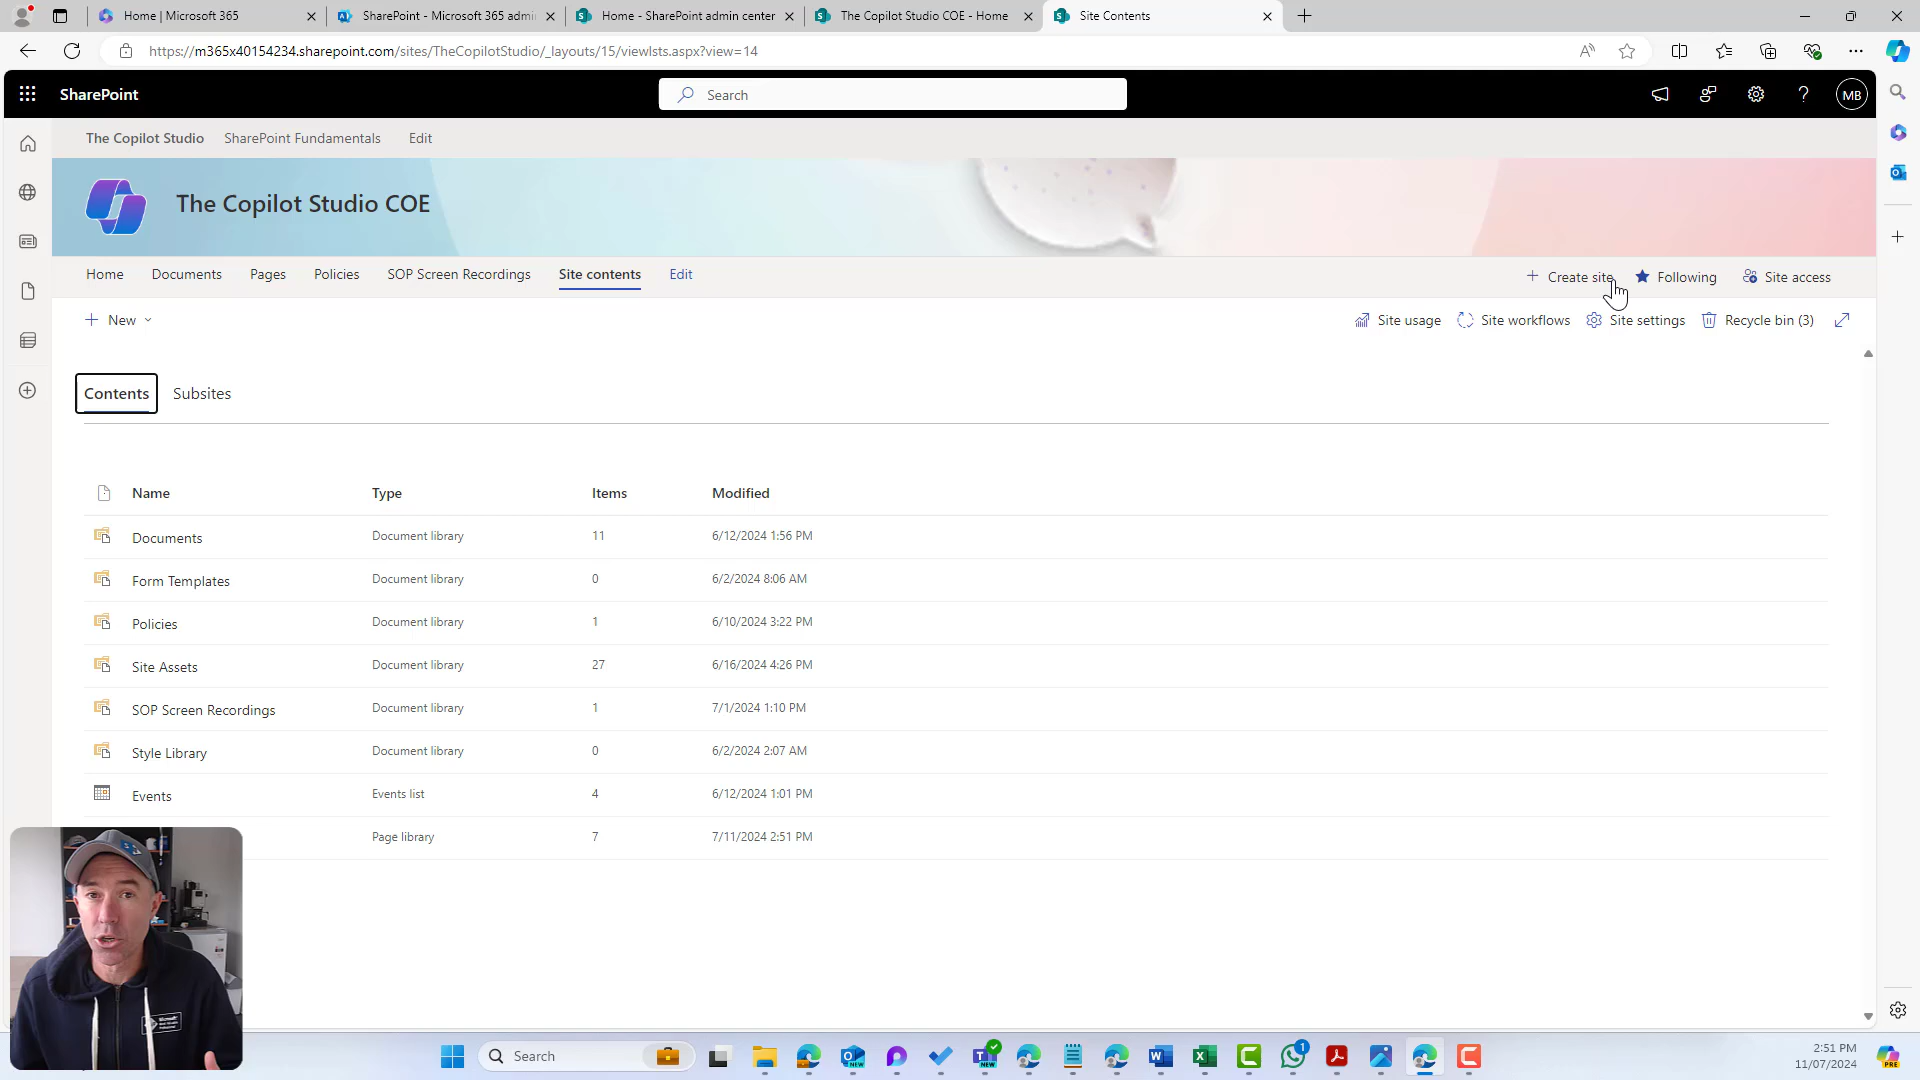 Home | Microsoft 365
SharePoint - Microsoft 365 admi
Home - SharePoint admin center
The Copilot Studio COE - Home
Site Contents
https://m365x40154234.sharepoint.com/sites/TheCopilotStudio/_layouts/15/viewlsts.aspx?view=14
SharePoint
Search
MB
The Copilot Studio SharePoint Fundamentals Edit
The Copilot Studio COE
Home Documents Pages Policies SOP Screen Recordings Site contents Edit
Create site Following Site access
New
Site usage Site workflows Site settings Recycle bin (3)
Contents Subsites
Name Type Items Modified
Documents Document library 11 6/12/2024 1:56 PM
Form Templates Document library 0 6/2/2024 8:06 AM
Policies Document library 1 6/10/2024 3:22 PM
Site Assets Document library 27 6/16/2024 4:26 PM
SOP Screen Recordings Document library 1 7/1/2024 1:10 PM
Style Library Document library 0 6/2/2024 2:07 AM
Events Events list 4 6/12/2024 1:01 PM
Page library 7 7/11/2024 2:51 PM
Search
NEW
NEW
1
2:51 PM
11/07/2024
PRE